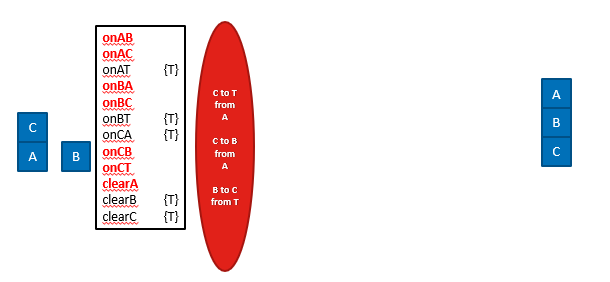 C
A
B
onAB
onAC
onAT {T}
onBA
onBC
onBT {T}
onCA {T}
onCB
onCT
clearA
clearB {T}
clearC {T}
C to T
from
A
C to B
from
A
B to C
from T
A
B
C